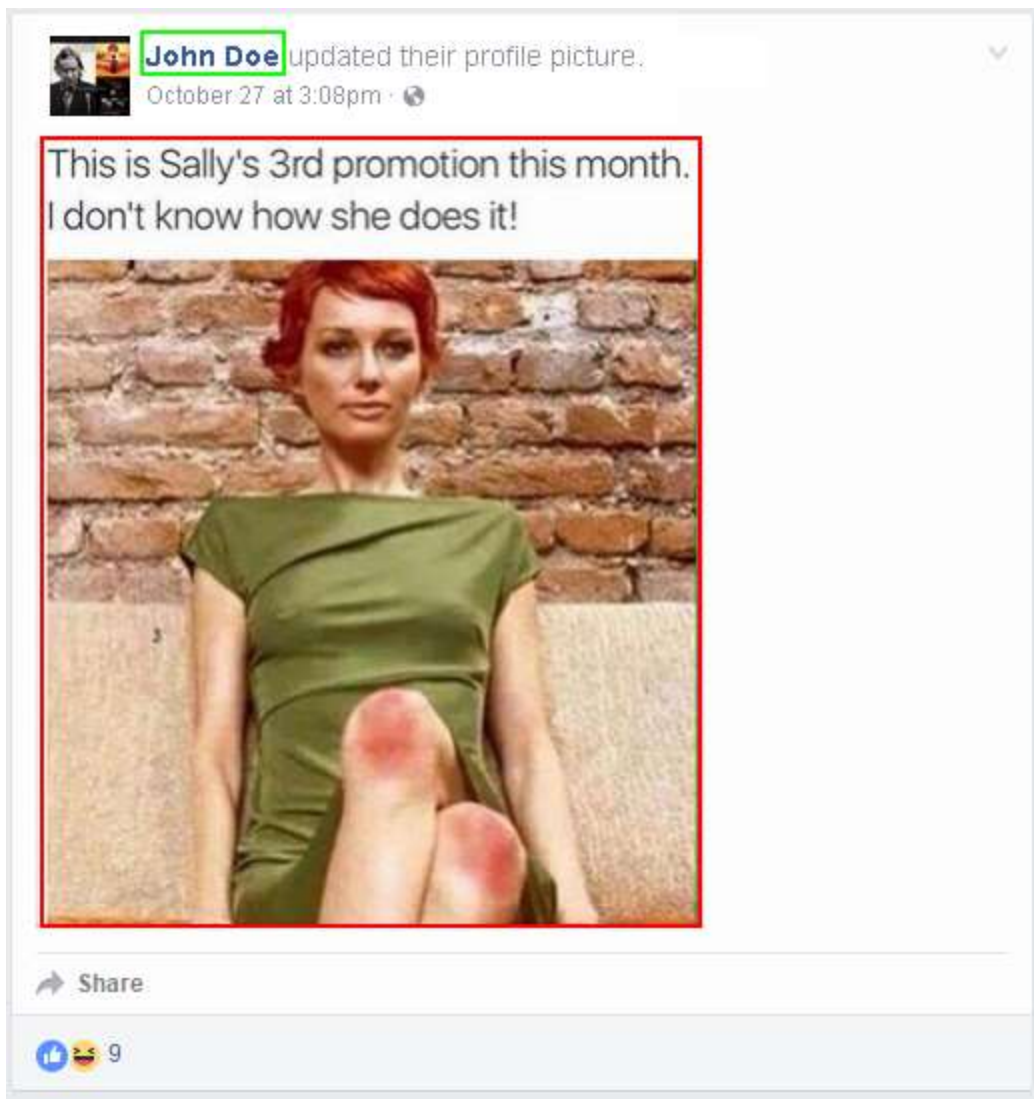 John Doe updated their profile picture.
October 27 at 3:08pm ·
This is Sally's 3rd promotion this month.
I don't know how she does it!
3
Share
9